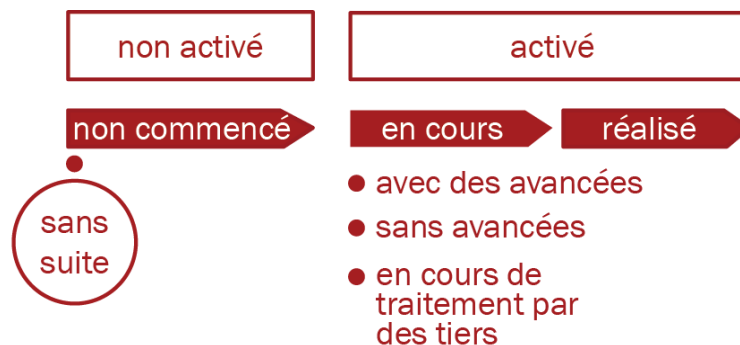 non activé
activé
non commencé
en cours
réalisé
sans
suite
avec des avancées
sans avancées
en cours de
traitement par
des tiers